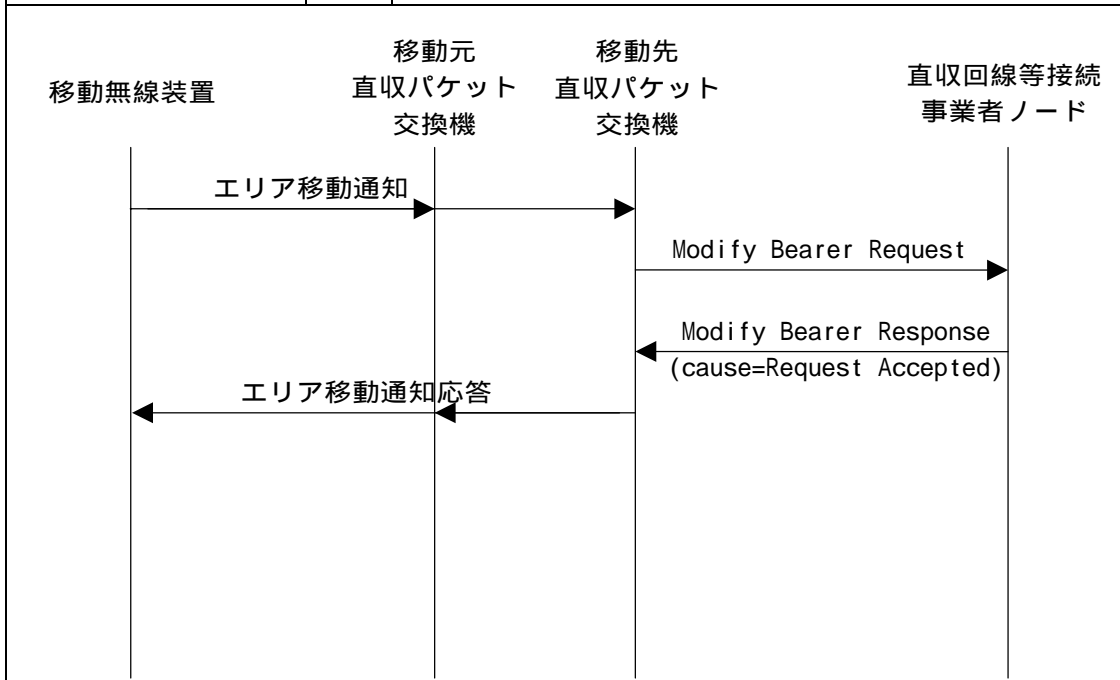 移動無線装置
移動元
直収パケット
交換機
移動先
直収パケット
交換機
直収回線等接続
事業者ノード
エリア移動通知
Modify Bearer Request
Modify Bearer Response
(cause=Request Accepted)
エリア移動通知応答